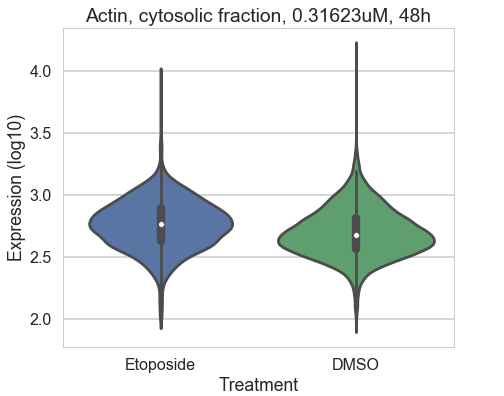 Actin, cytosolic fraction, 0.31623uM, 48h
Expression (log10)
4.0
3.5
3.0
2.5
2.0
Etoposide
DMSO
Treatment